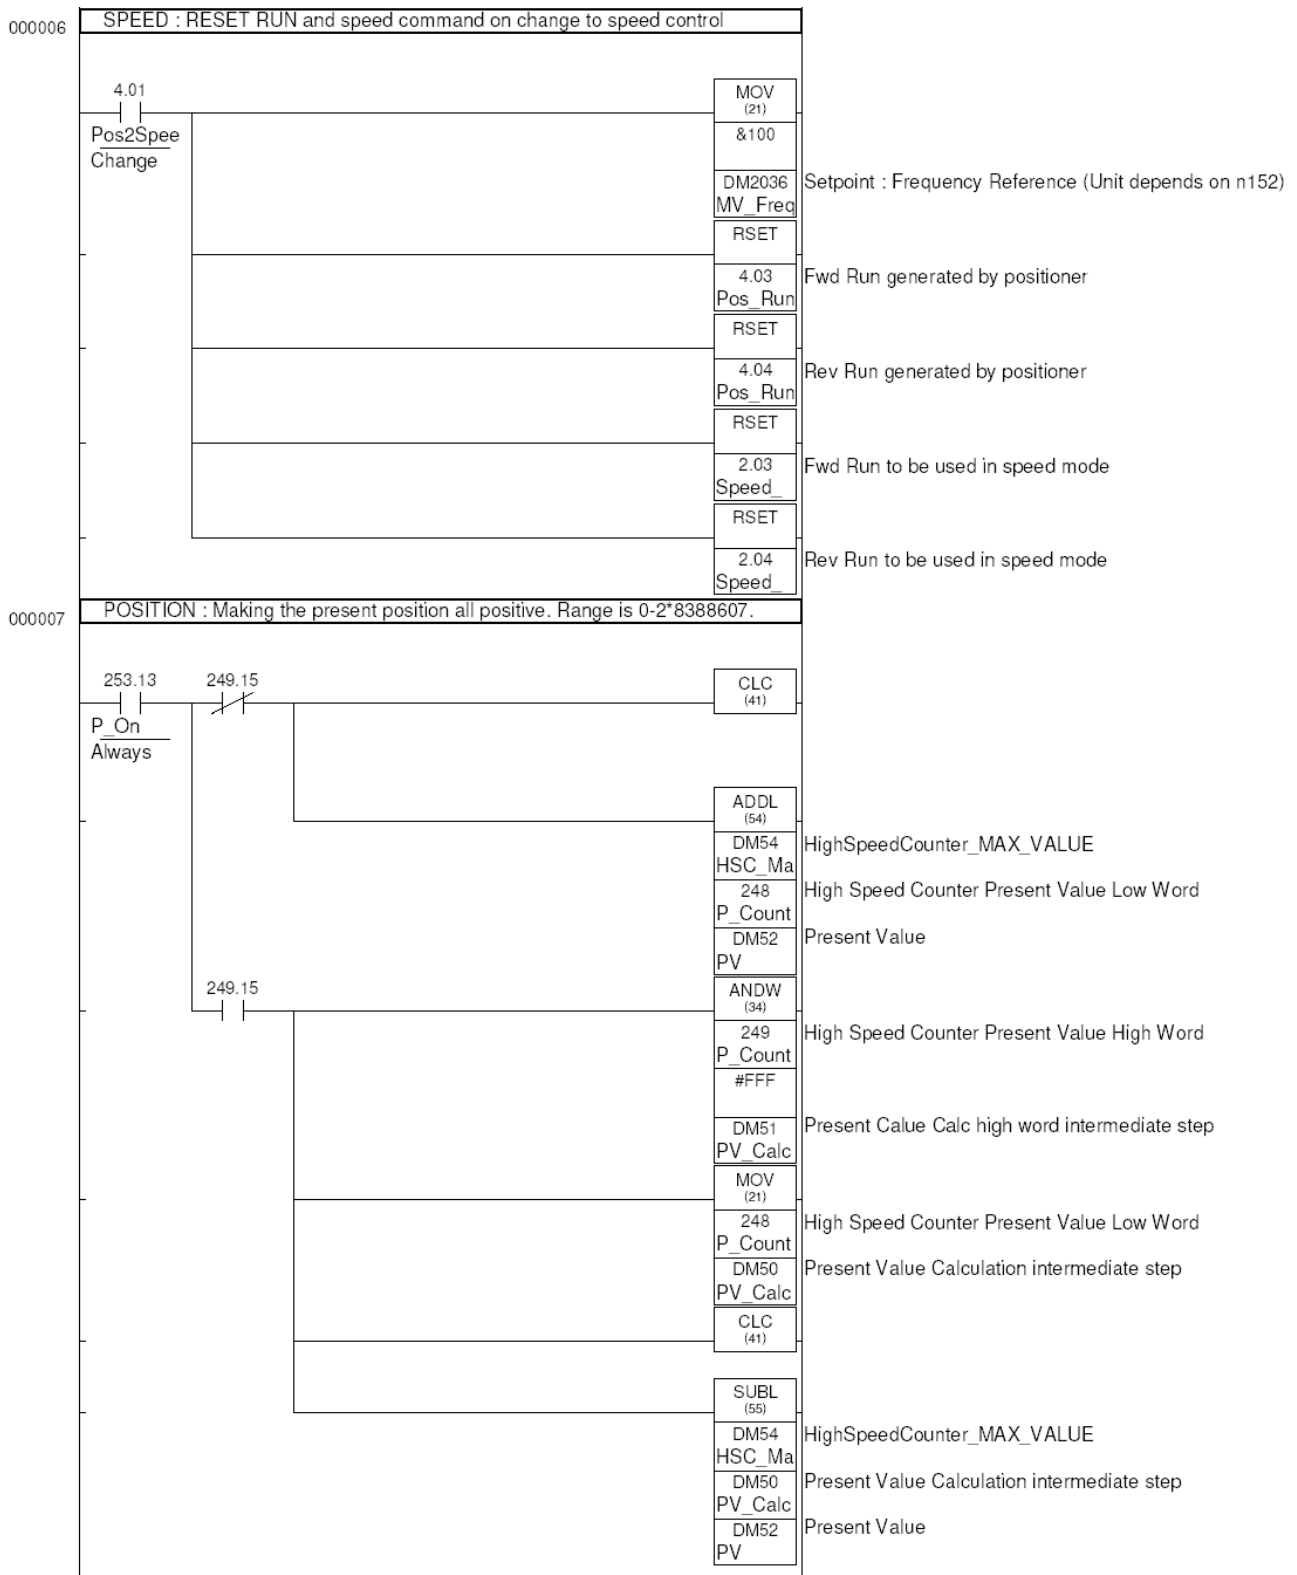 000006
SPEED : RESET RUN and speed command on change to speed control
4.01
Pos2Spee
Change
MOV
(21)
&100
DM2036
MV_Freq
Setpoint : Frequency Reference (Unit depends on n152)
RSET
4.03
Pos_Run
Fwd Run generated by positioner
RSET
4.04
Pos_Run
Rev Run generated by positioner
RSET
2.03
Speed_
Fwd Run to be used in speed mode
RSET
2.04
Speed_
Rev Run to be used in speed mode
000007
POSITION : Making the present position all positive. Range is 0-2*8388607.
253.13
P_On
Always
249.15
CLC
(41)
ADDL
(54)
DM54
HSC_Ma
HighSpeedCounter_MAX_VALUE
248
P_Count
High Speed Counter Present Value Low Word
DM52
PV
Present Value
249.15
ANDW
(34)
249
P_Count
High Speed Counter Present Value High Word
#FFF
DM51
PV_Calc
Present Calue Calc high word intermediate step
MOV
(21)
248
P_Count
High Speed Counter Present Value Low Word
DM50
PV_Calc
Present Value Calculation intermediate step
CLC
(41)
SUBL
(55)
DM54
HSC_Ma
HighSpeedCounter_MAX_VALUE
DM50
PV_Calc
Present Value Calculation intermediate step
DM52
PV
Present Value